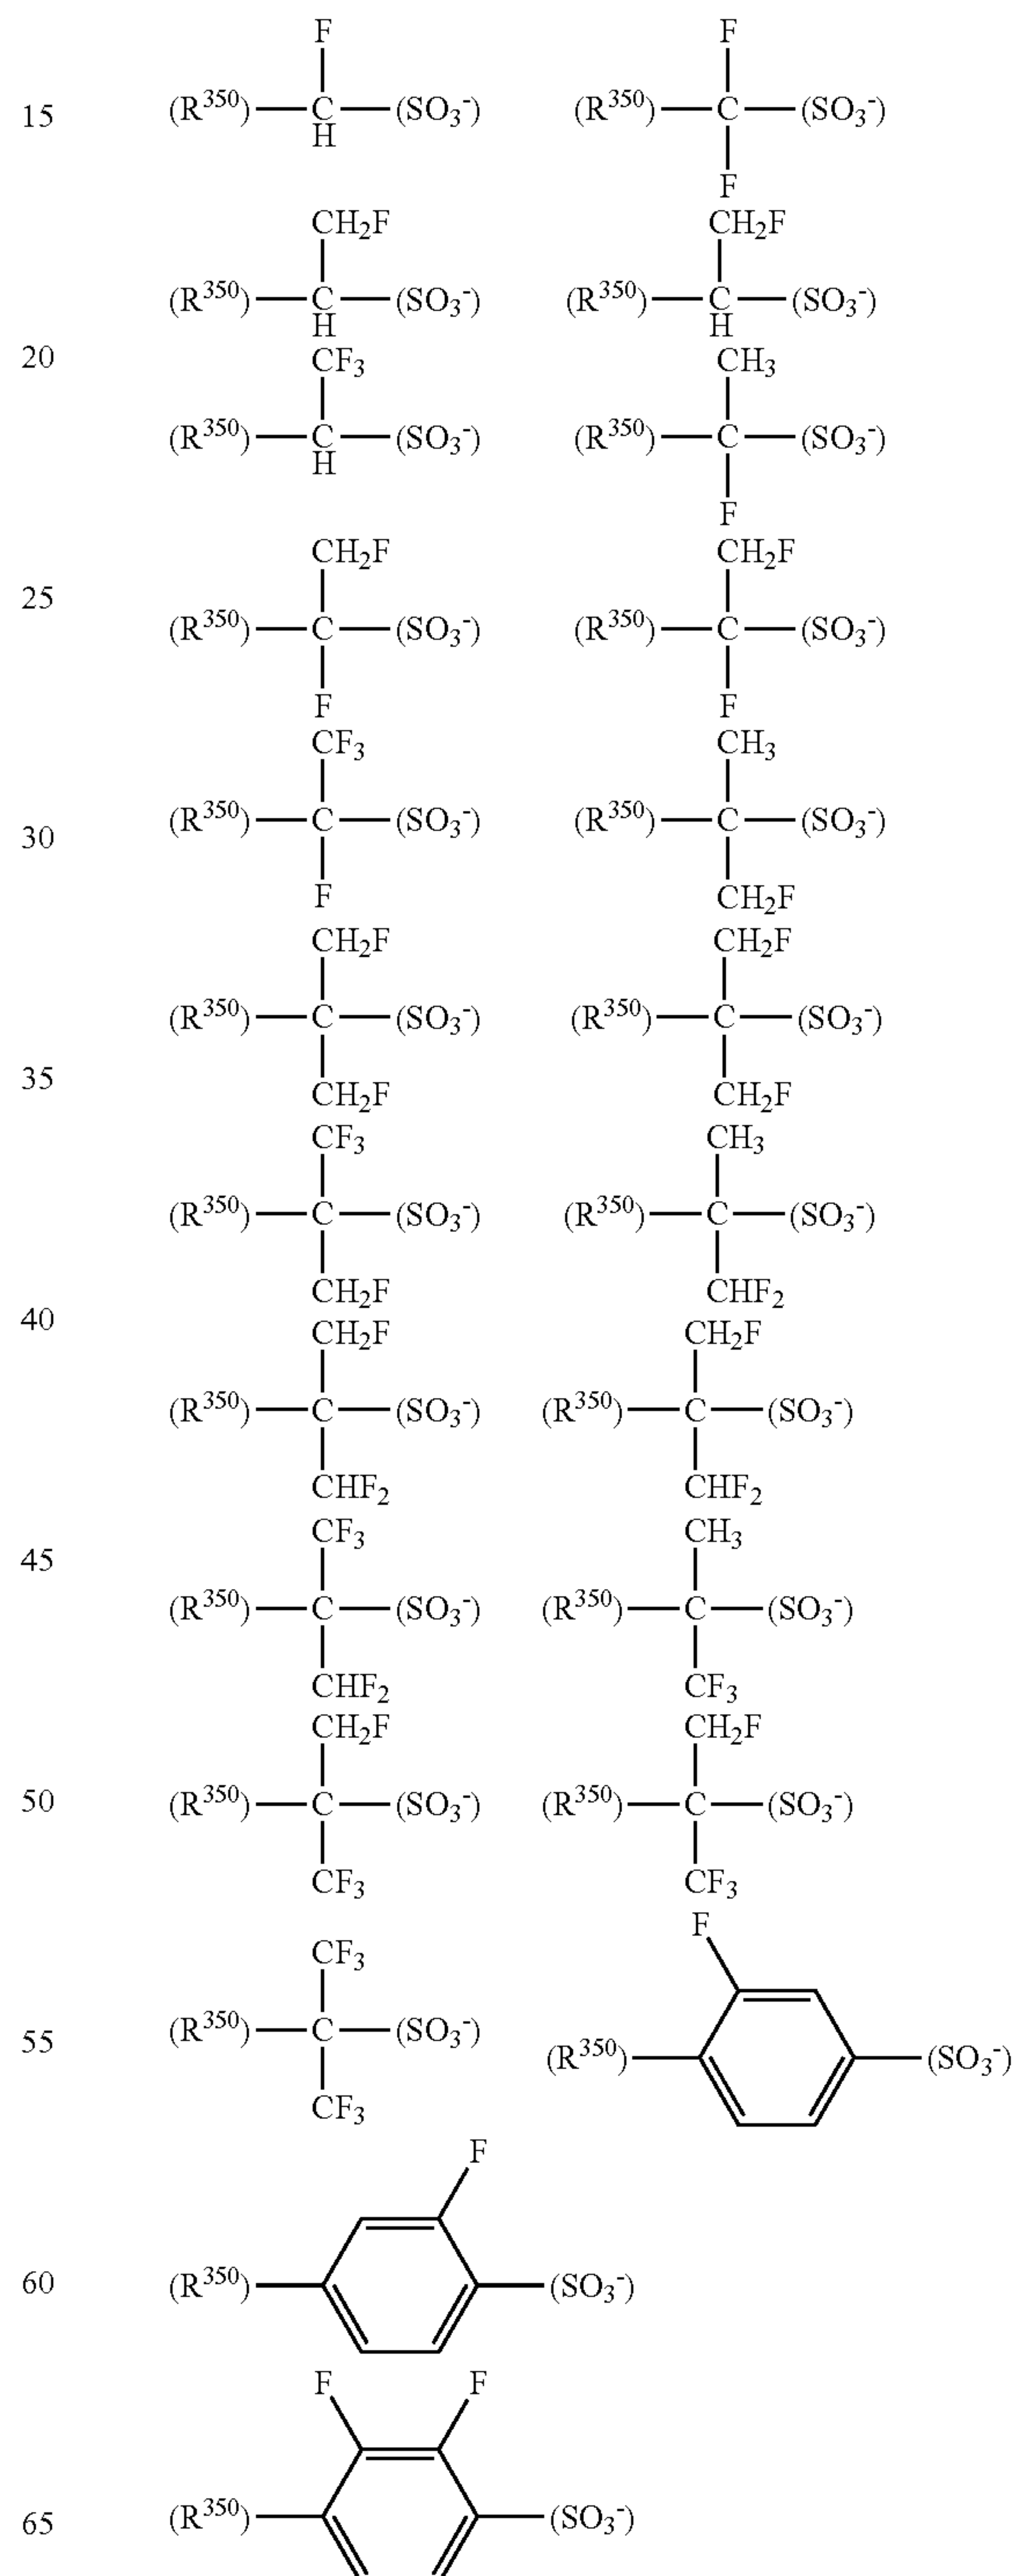 F F
15 (R³⁵⁰)—C—(SO₃⁻) (R³⁵⁰)—C—(SO₃⁻)
H F
CH₂F CH₂F
(R³⁵⁰)—C—(SO₃⁻) (R³⁵⁰)—C—(SO₃⁻)
H H
20 CF₃ CH₃
(R³⁵⁰)—C—(SO₃⁻) (R³⁵⁰)—C—(SO₃⁻)
H F
CH₂F CH₂F
25 (R³⁵⁰)—C—(SO₃⁻) (R³⁵⁰)—C—(SO₃⁻)
F F
CF₃ CH₃
30 (R³⁵⁰)—C—(SO₃⁻) (R³⁵⁰)—C—(SO₃⁻)
F CH₂F
CH₂F CH₂F
(R³⁵⁰)—C—(SO₃⁻) (R³⁵⁰)—C—(SO₃⁻)
35 CH₂F CH₂F
CF₃ CH₃
(R³⁵⁰)—C—(SO₃⁻) (R³⁵⁰)—C—(SO₃⁻)
CH₂F CHF₂
40 CH₂F CH₂F
(R³⁵⁰)—C—(SO₃⁻) (R³⁵⁰)—C—(SO₃⁻)
CHF₂ CHF₂
CF₃ CH₃
45 (R³⁵⁰)—C—(SO₃⁻) (R³⁵⁰)—C—(SO₃⁻)
CHF₂ CF₃
CH₂F CH₂F
50 (R³⁵⁰)—C—(SO₃⁻) (R³⁵⁰)—C—(SO₃⁻)
CF₃ CF₃
CF₃ F
55 (R³⁵⁰)—C—(SO₃⁻) (R³⁵⁰) (SO₃⁻)
CF₃
F
60 (R³⁵⁰) (SO₃⁻)
F F
65 (R³⁵⁰) (SO₃⁻)